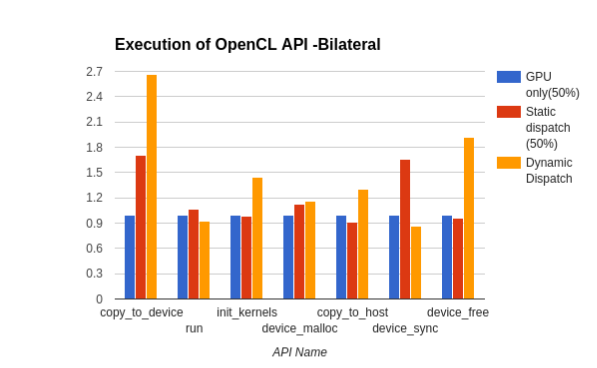 Execution of OpenCL API -Bilateral
2.7
2.4
2.1
1.8
1.5
1.2
0.9
0.6
0.3
0
copy_to_device
run
init_kernels
device_malloc
copy_to_host
device_sync
device_free
API Name
GPU
only(50%)
Static
dispatch
(50%)
Dynamic
Dispatch